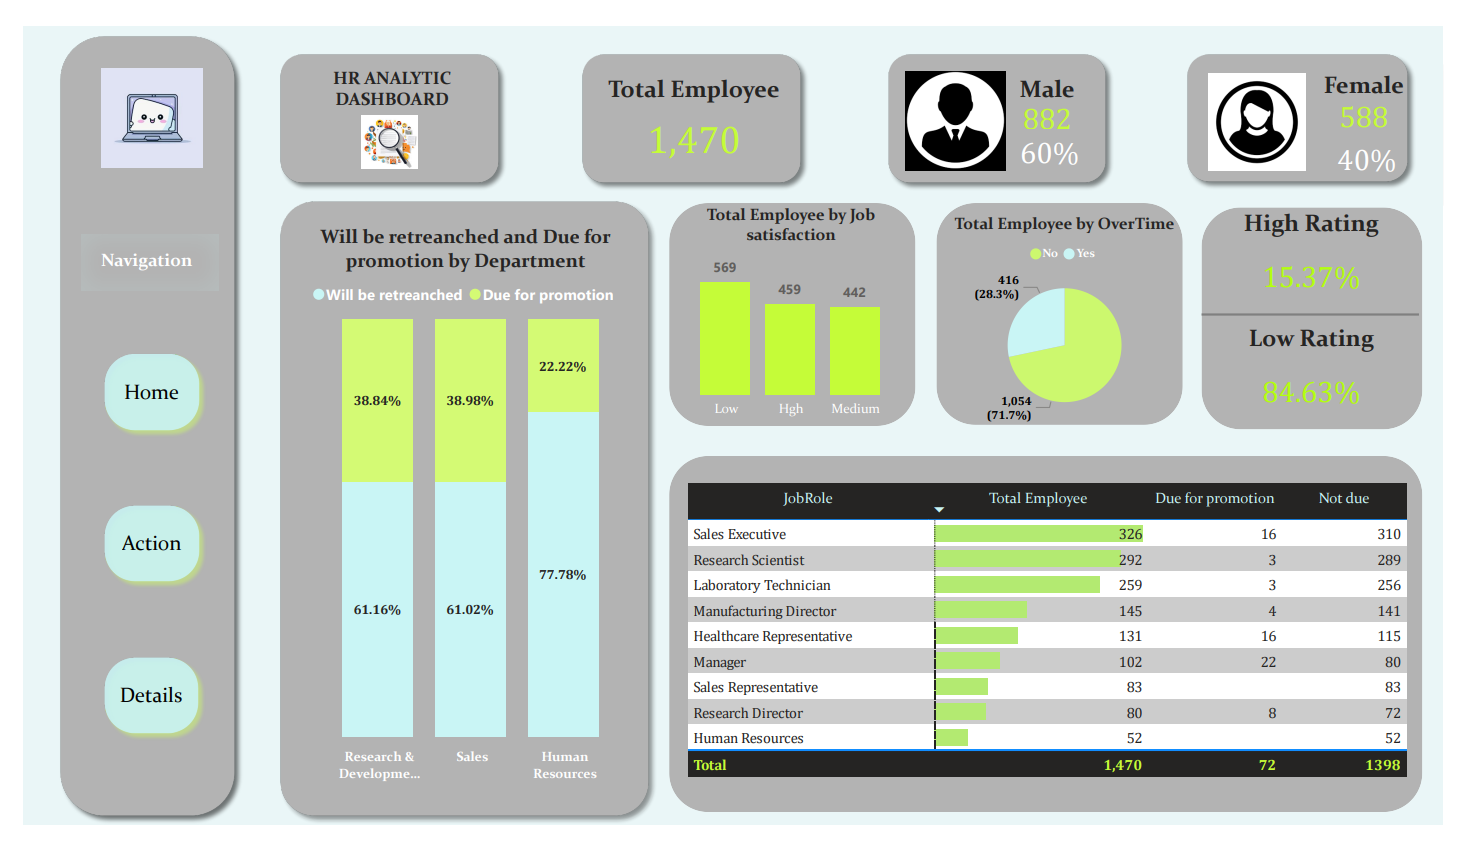 HR ANALYTIC
DASHBOARD
Total Employee
1,470
Male
882
60%
Female
588
40%
Navigation
Home
Action
Details
Will be retreanched and Due for
promotion by Department
Will be retreanched Due for promotion
38.84%
38.98%
22.22%
61.16%
61.02%
77.78%
Research &
Developme...
Sales
Human
Resources
Total Employee by Job
satisfaction
569
459
442
Low
Hgh
Medium
Total Employee by OverTime
No Yes
416
(28.3%)
1,054
(71.7%)
High Rating
15.37%
Low Rating
84.63%
JobRole Total Employee Due for promotion Not due
Sales Executive 326 16 310
Research Scientist 292 3 289
Laboratory Technician 259 3 256
Manufacturing Director 145 4 141
Healthcare Representative 131 16 115
Manager 102 22 80
Sales Representative 83 83
Research Director 80 8 72
Human Resources 52 52
Total 1,470 72 1398